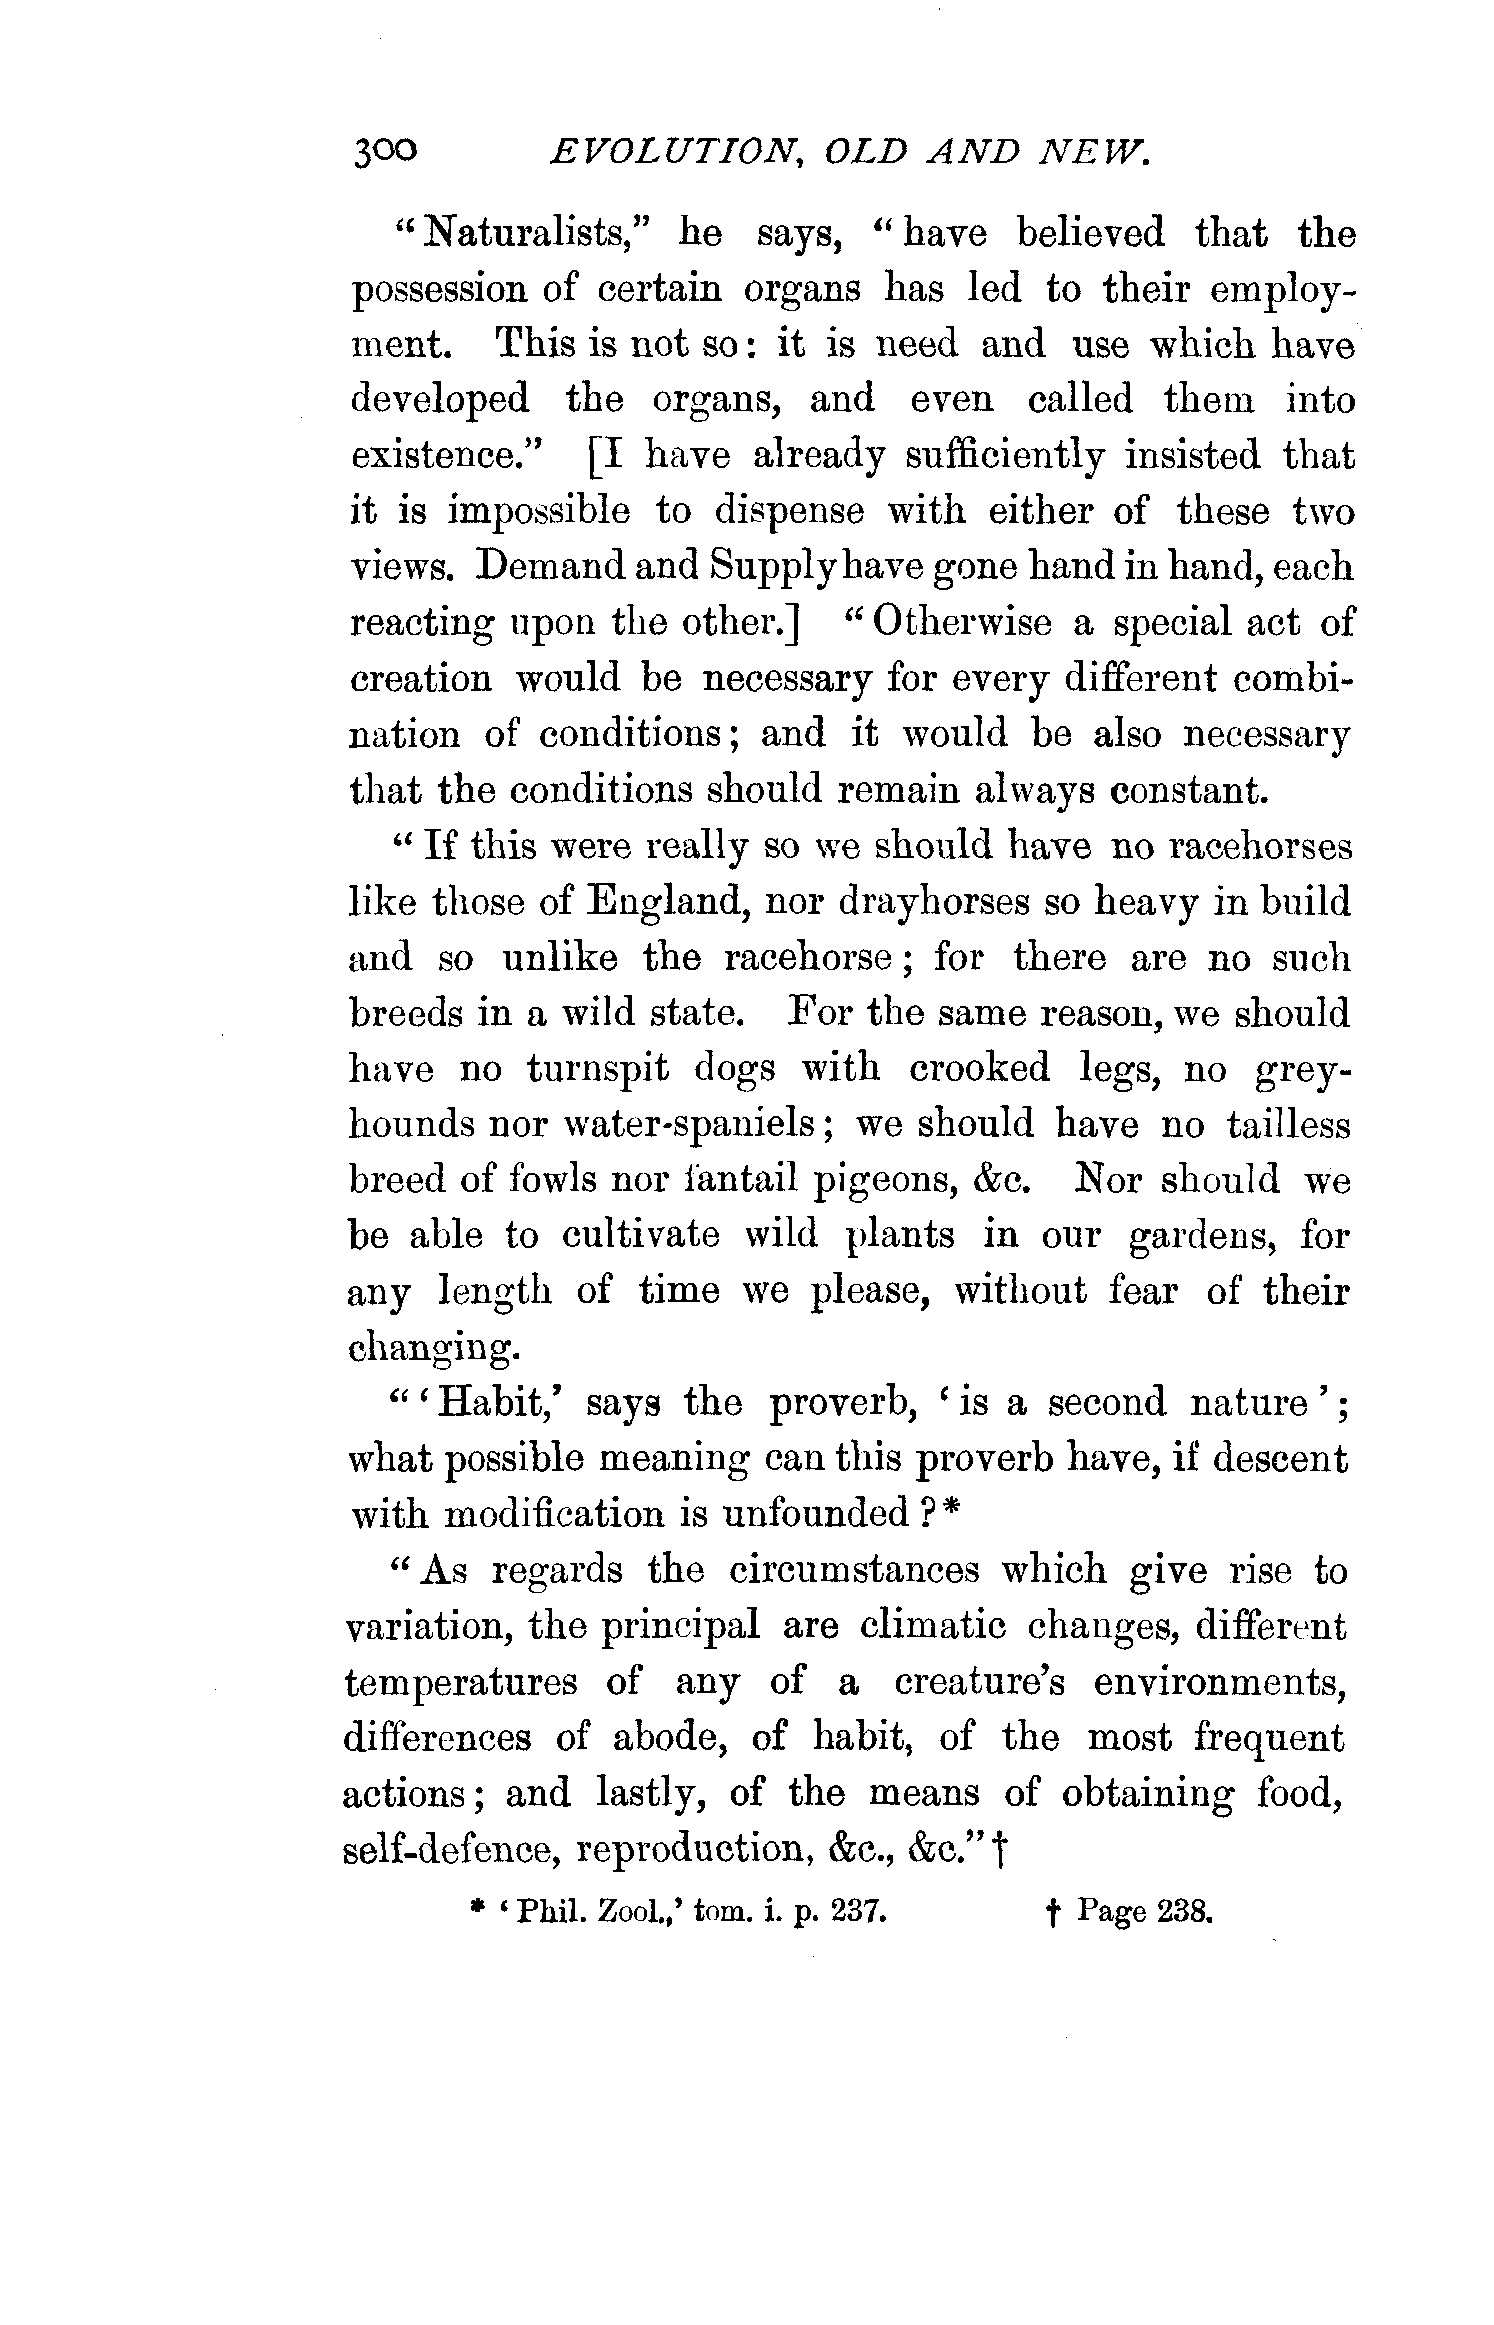 300 EVOLUTION, OLD AND NEW.
“Naturalists,” he says, “have believed that the
possession of certain organs has led to their employ-
ment. This is not so: it is need and use which have
developed the organs, and even called them into
existence.” [I have already sufficiently insisted that
it is impossible to dispense with either of these two
views. Demand and Supply have gone hand in hand, each
reacting upon the other.] “Otherwise a special act of
creation would be necessary for every different combi-
nation of conditions; and it would be also necessary
that the conditions should remain always constant.
“If this were really so we should have no racehorses
like those of England, nor drayhorses so heavy in build
and so unlike the racehorse; for there are no such
breeds in a wild state. For the same reason, we should
have no turnspit dogs with crooked legs, no grey-
hounds nor water-spaniels; we should have no tailless
breed of fowls nor fantail pigeons, &c. Nor should we
be able to cultivate wild plants in our gardens, for
any length of time we please, without fear of their
changing.
“‘Habit,’ says the proverb, ‘is a second nature’;
what possible meaning can this proverb have, if descent
with modification is unfounded?*
“As regards the circumstances which give rise to
variation, the principal are climatic changes, different
temperatures of any of a creature’s environments,
differences of abode, of habit, of the most frequent
actions; and lastly, of the means of obtaining food,
self-defence, reproduction, &c., &c.”†
* ‘Phil. Zool.,’ tom. i. p. 237. † Page 238.